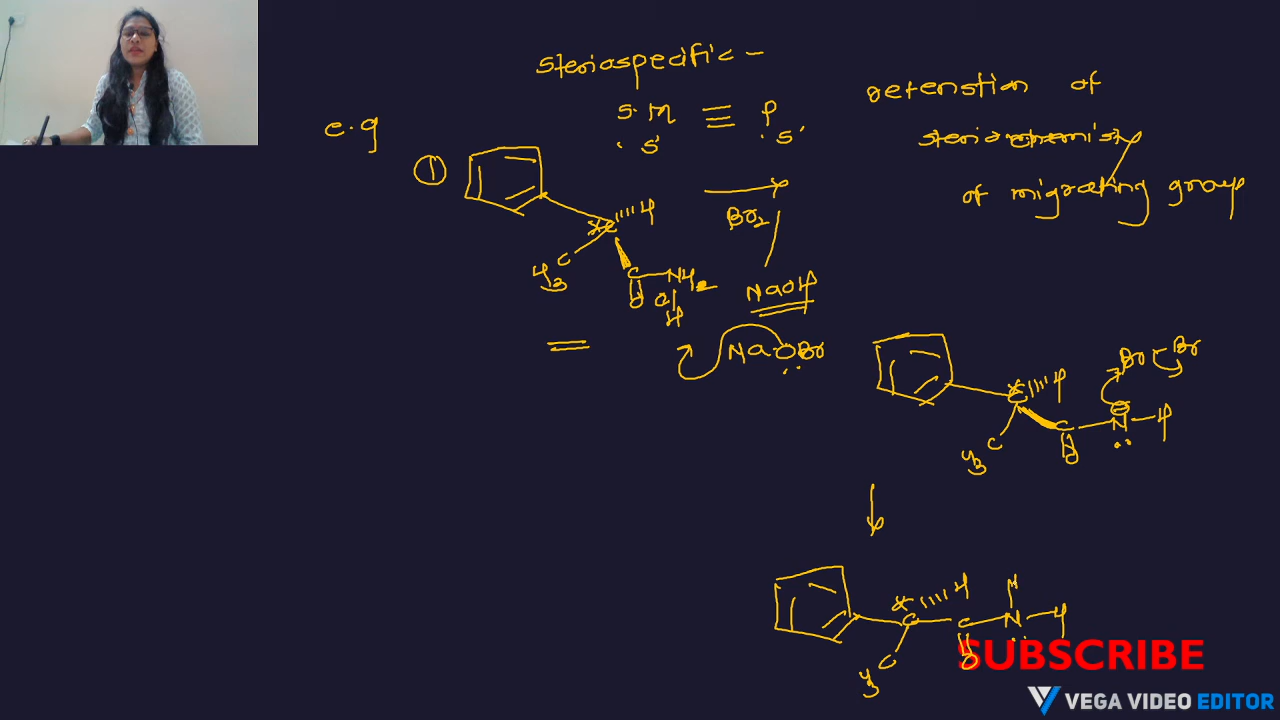 steriospecific -
retenstion of
steriochemisty
of migrating group
S.M ≡ P
'S' 'S'
e.g
①
Br2
NaOH
NaOBr
H
C
H3C
C-NH2
O
H
Br Br
C H
H3C
C N-H
O
C H
C N-H
H3C
O
SUBSCRIBE
VEGA VIDEO EDITOR